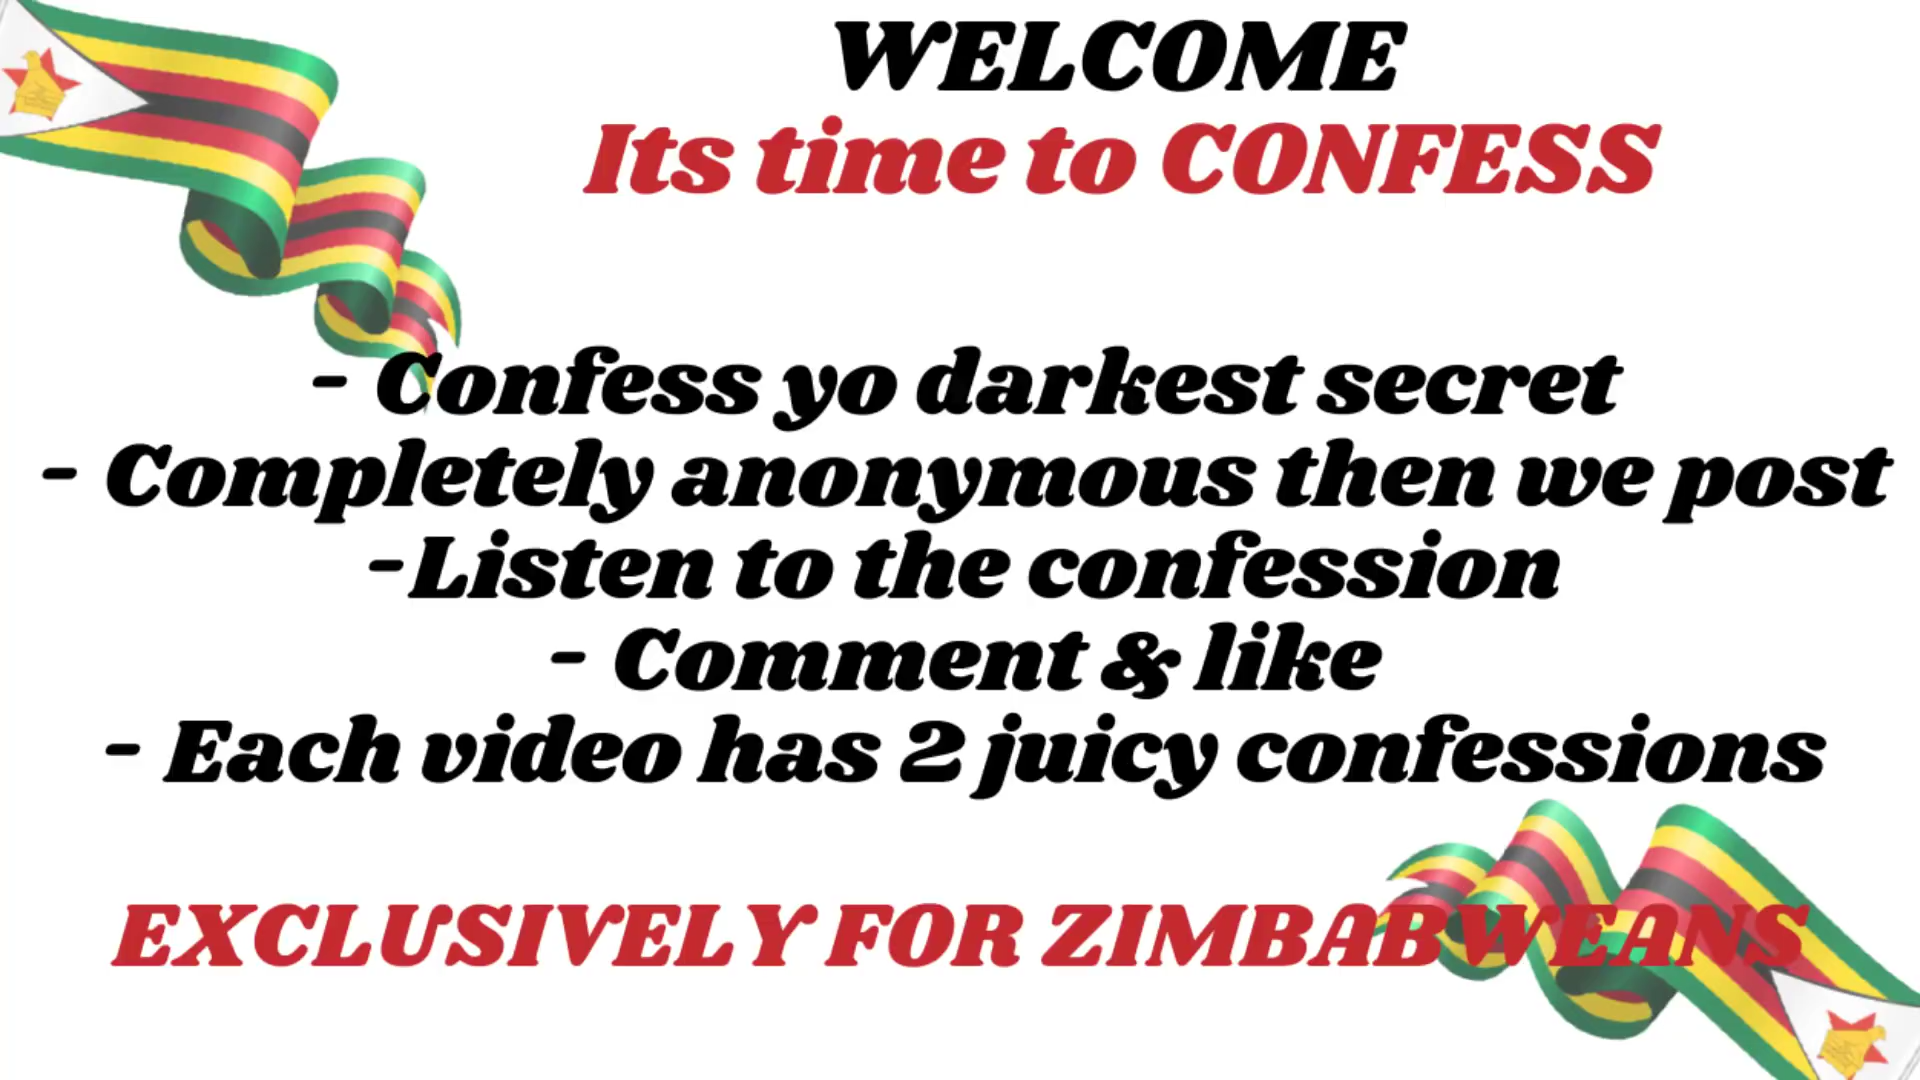 WELCOME
Its time to CONFESS
- Confess yo darkest secret
- Completely anonymous then we post
-Listen to the confession
- Comment & like
- Each video has 2 juicy confessions
EXCLUSIVELY FOR ZIMBABWEANS